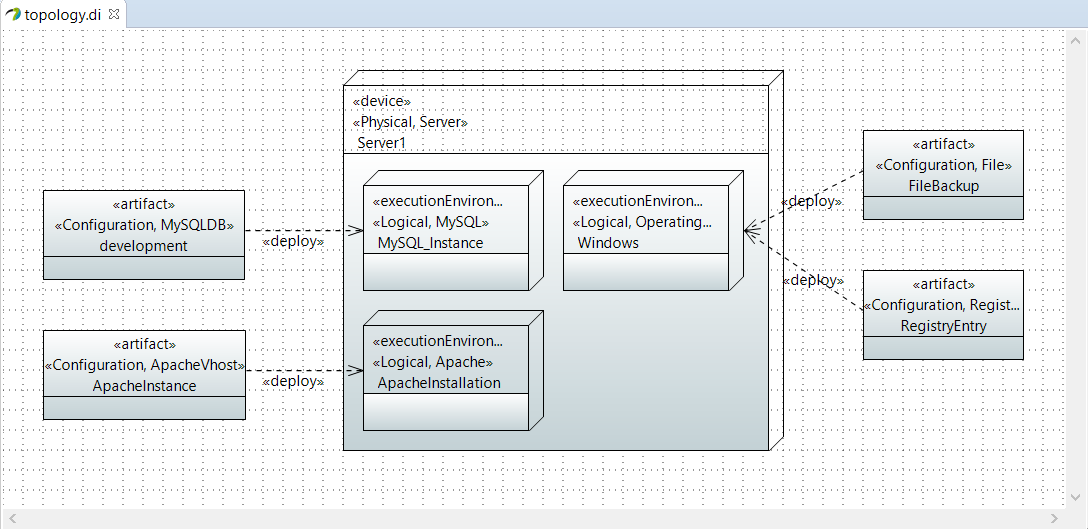 topology.di
«device»
«Physical, Server»
Server1
«executionEnviron...
«Logical, MySQL»
MySQL_Instance
«executionEnviron...
«Logical, Operating...
Windows
«executionEnviron...
«Logical, Apache»
ApacheInstallation
«artifact»
«Configuration, MySQLDB»
development
«deploy»
«artifact»
«Configuration, ApacheVhost»
ApacheInstance
«deploy»
«artifact»
«Configuration, File»
FileBackup
«deploy»
«artifact»
«Configuration, Regist...
RegistryEntry
«deploy»